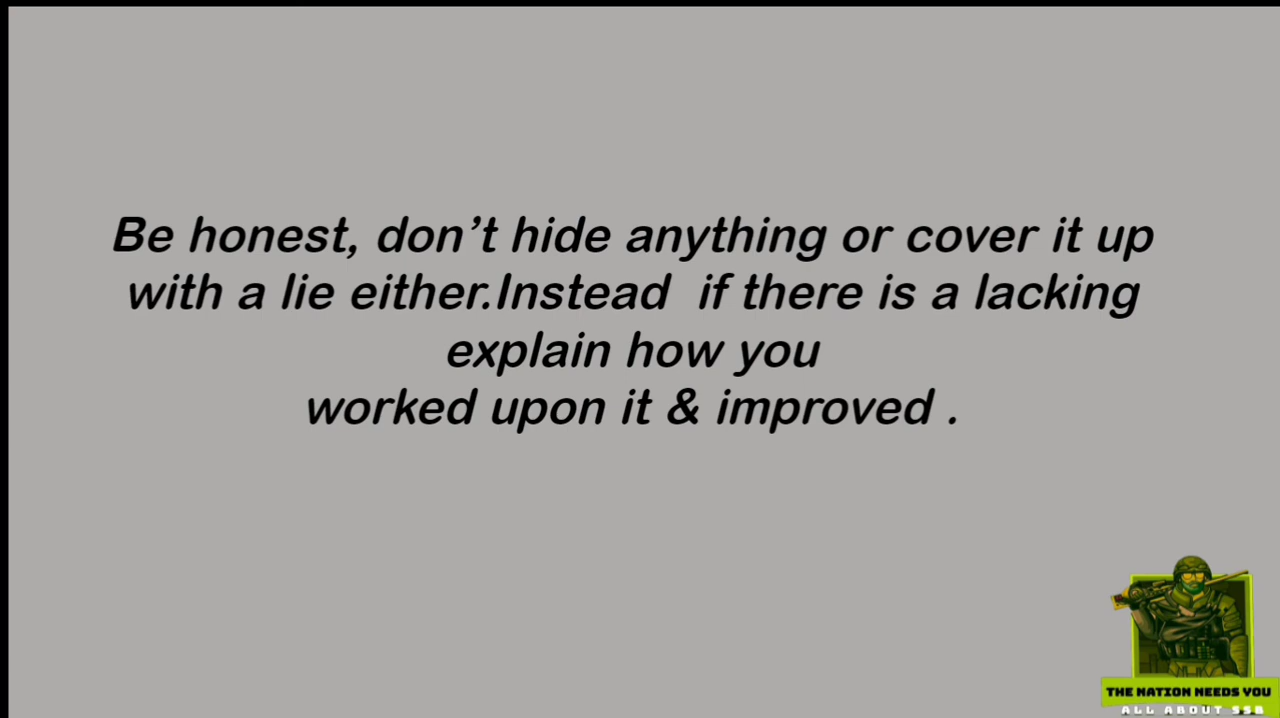 Be honest, don’t hide anything or cover it up
with a lie either.Instead  if there is a lacking
explain how you
worked upon it & improved .
THE NATION NEEDS YOU
ALL ABOUT SSB